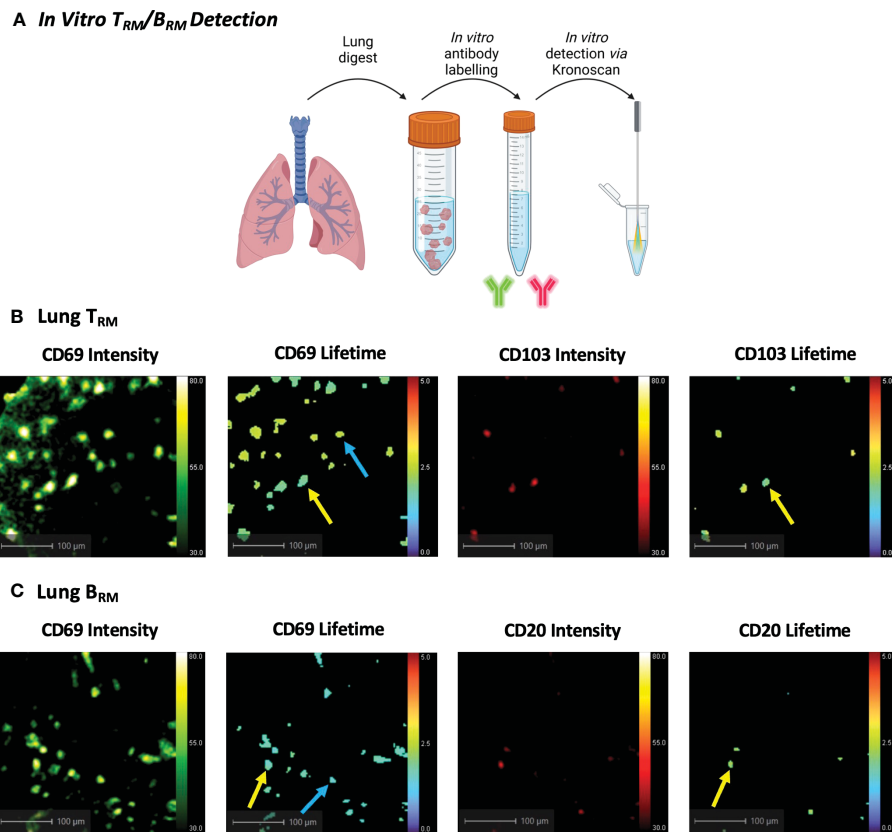 A In Vitro TRM/BRM Detection
Lung
digest
In vitro
antibody
labelling
In vitro
detection via
Kronoscan
B Lung TRM
CD69 Intensity
CD69 Lifetime
CD103 Intensity
CD103 Lifetime
80.0
55.0
30.0
100 µm
5.0
2.5
0.0
100 µm
80.0
55.0
30.0
100 µm
5.0
2.5
0.0
100 µm
C Lung BRM
CD69 Intensity
CD69 Lifetime
CD20 Intensity
CD20 Lifetime
80.0
55.0
30.0
100 µm
5.0
2.5
0.0
100 µm
80.0
55.0
30.0
100 µm
5.0
2.5
0.0
100 µm